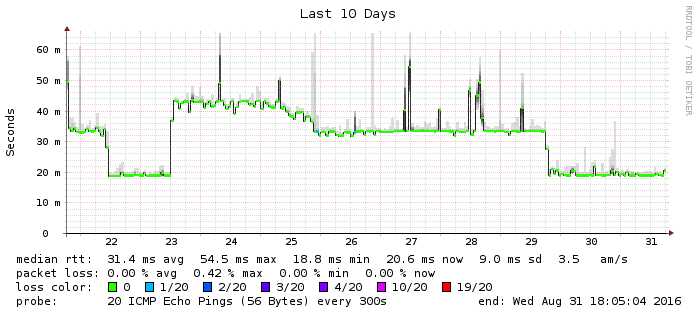 Last 10 Days
RRDTOOL / TOBI OETIKER
Seconds
60 m
50 m
40 m
30 m
20 m
10 m
0
22 23 24 25 26 27 28 29 30 31
median rtt: 31.4 ms avg 54.5 ms max 18.8 ms min 20.6 ms now 9.0 ms sd 3.5 am/s
packet loss: 0.00 % avg 0.42 % max 0.00 % min 0.00 % now
loss color: 0 1/20 2/20 3/20 4/20 10/20 19/20
probe: 20 ICMP Echo Pings (56 Bytes) every 300s end: Wed Aug 31 18:05:04 2016